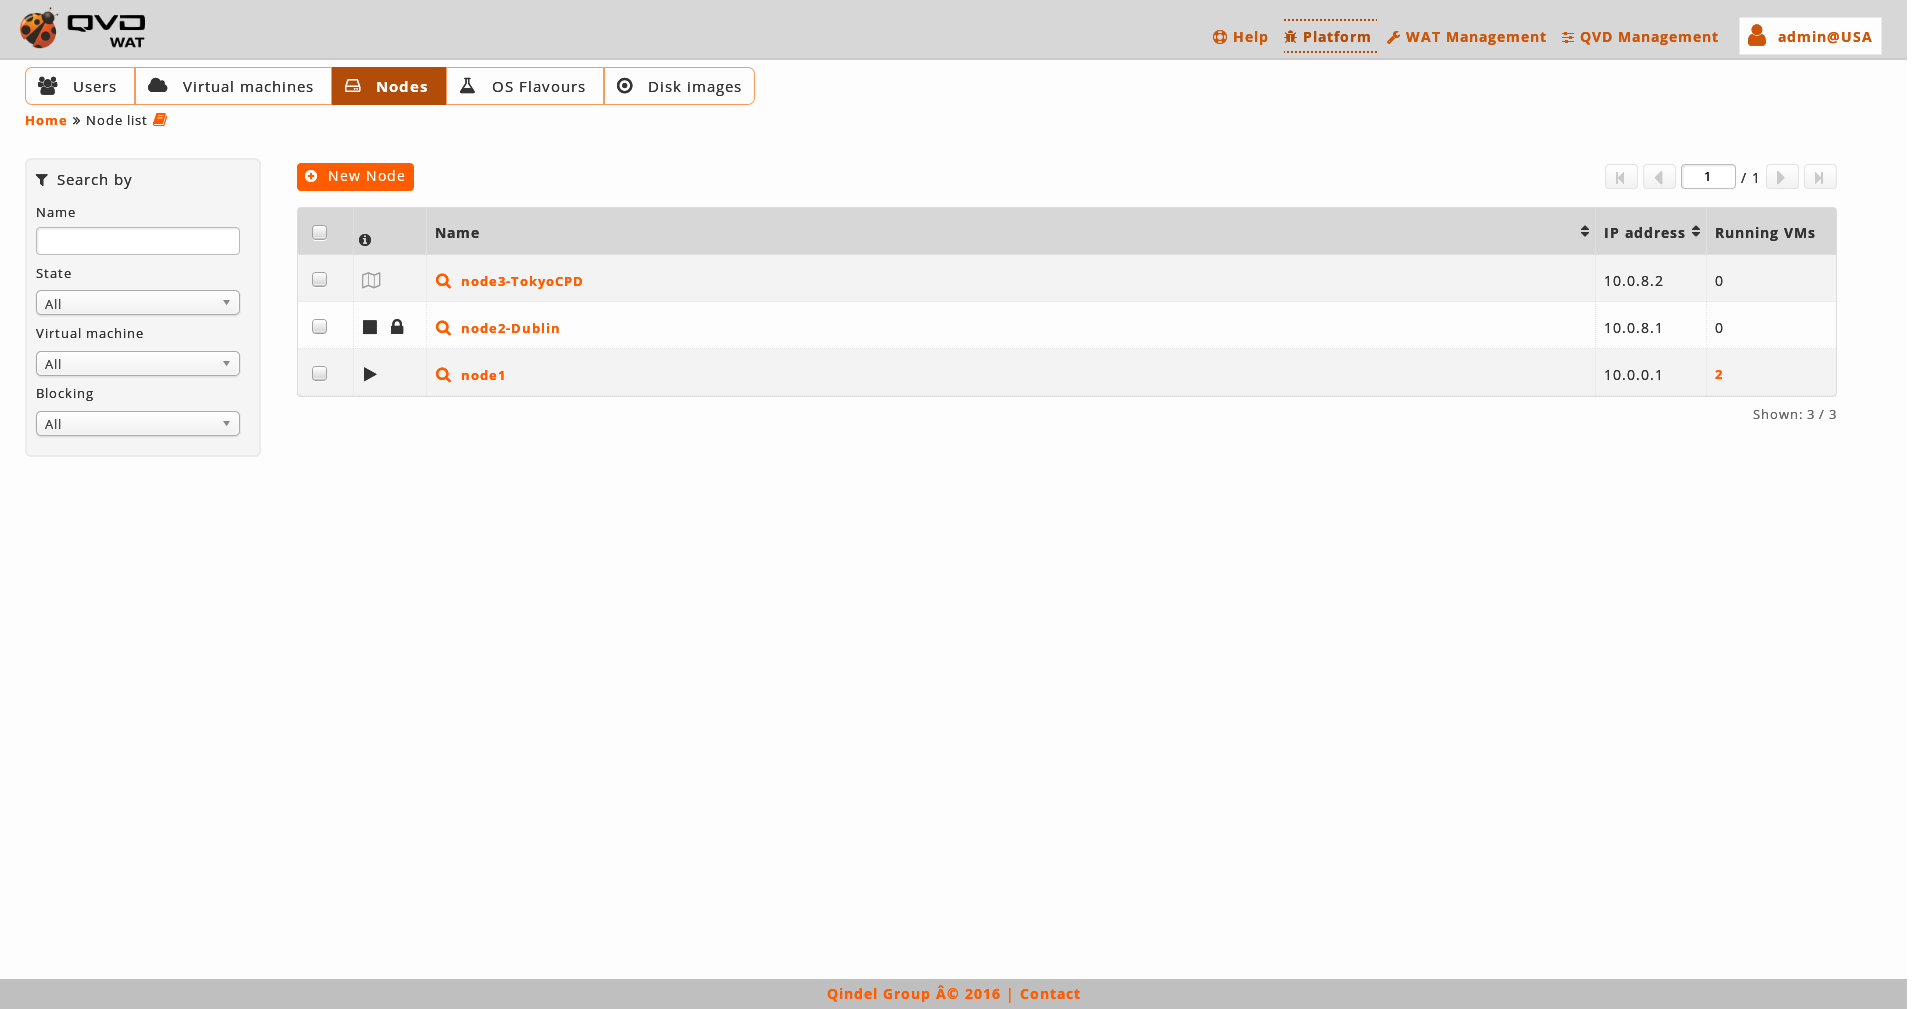 QVD
WAT
Help Platform WAT Management QVD Management admin@USA
Users Virtual machines Nodes OS Flavours Disk images
Home » Node list
Search by
Name
State
All
Virtual machine
All
Blocking
All
New Node
1 / 1
Name IP address Running VMs
node3-TokyoCPD 10.0.8.2 0
node2-Dublin 10.0.8.1 0
node1 10.0.0.1 2
Shown: 3 / 3
Qindel Group Â© 2016 | Contact